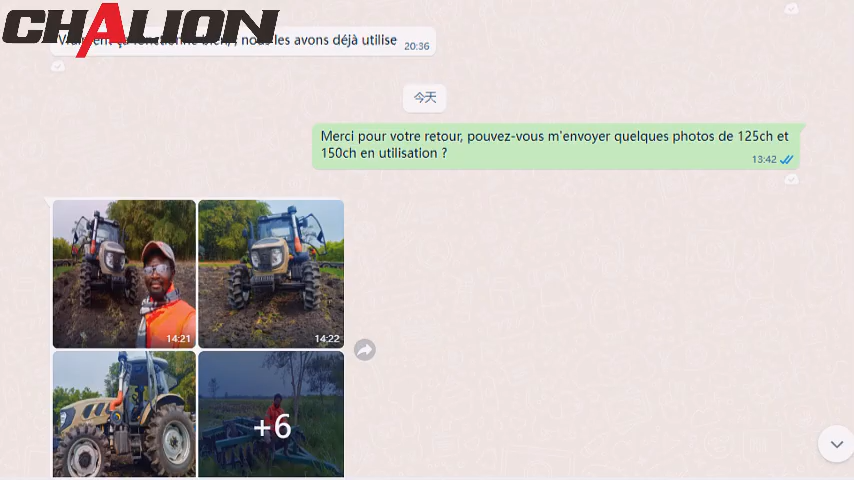 CHALION
nous les avons déjà utilise
20:36
今天
Merci pour votre retour, pouvez-vous m'envoyer quelques photos de 125ch et
150ch en utilisation ?
13:42
14:21
14:22
+6